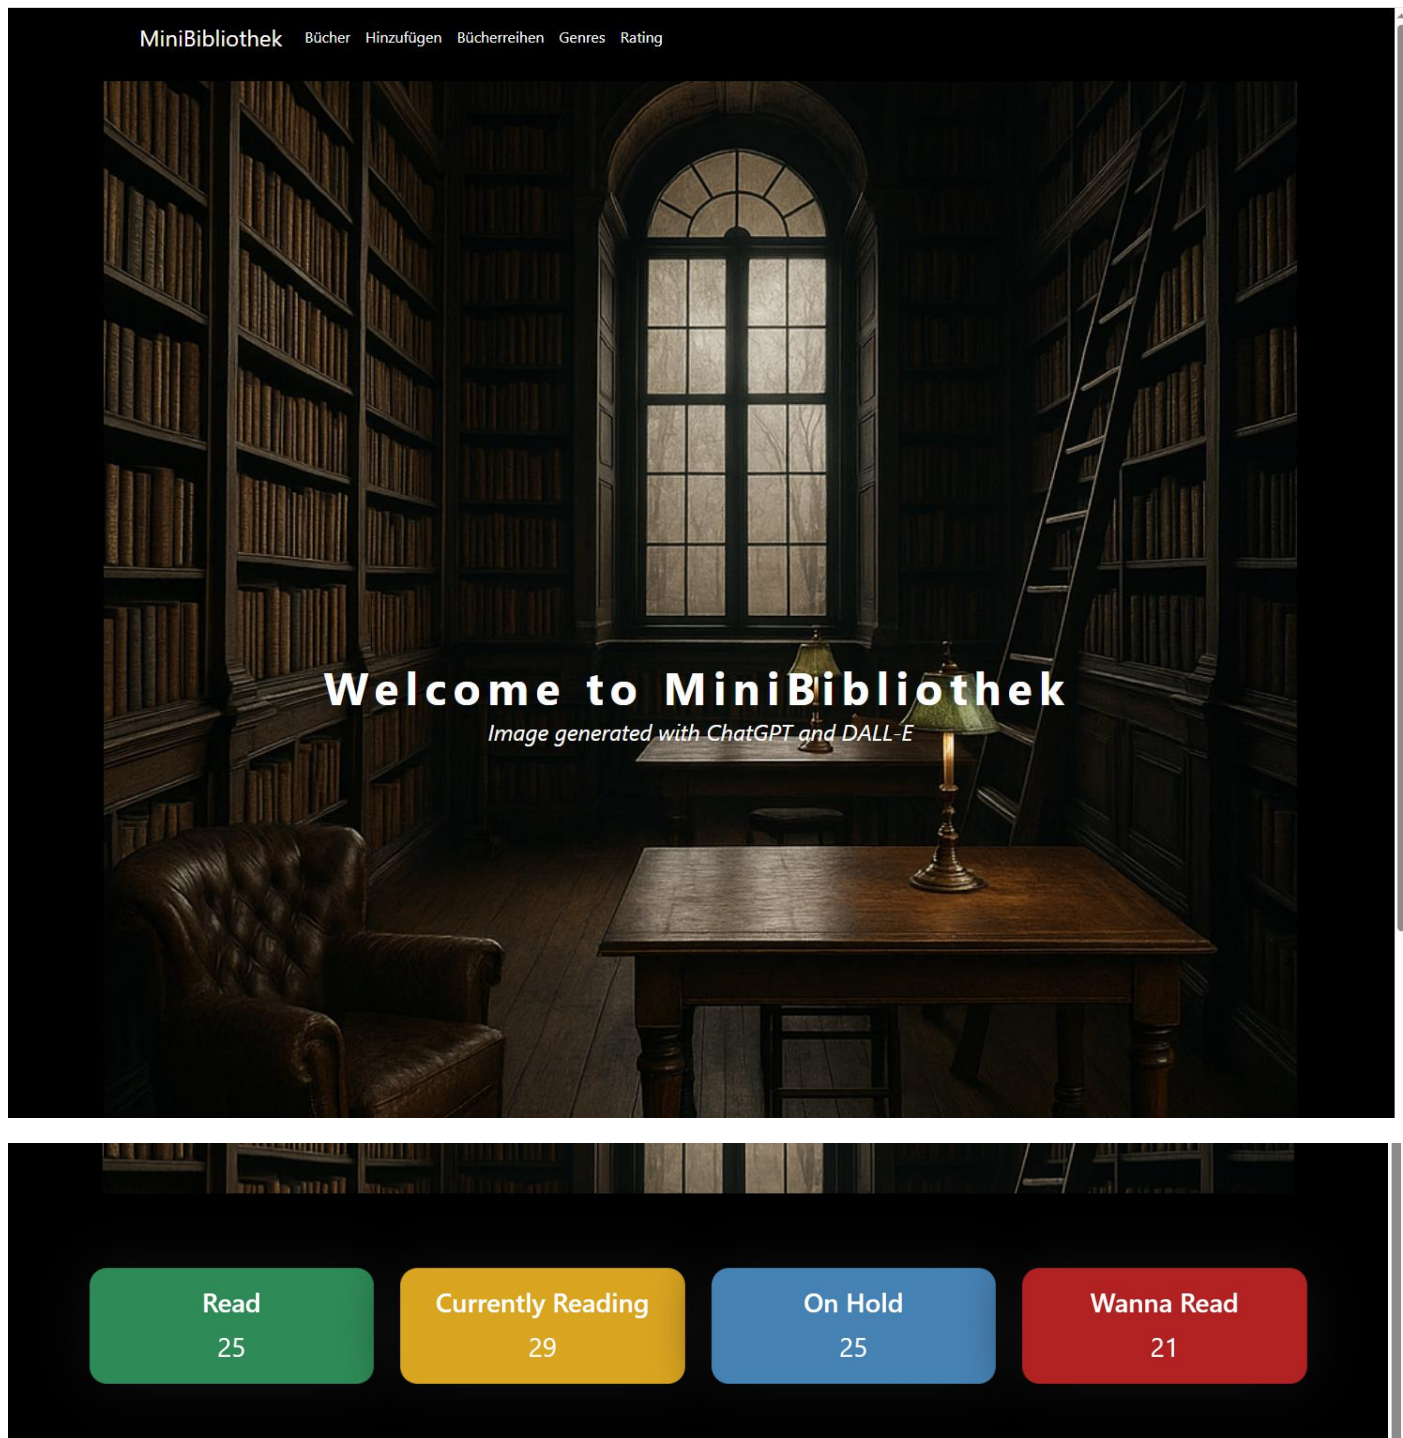 MiniBibliothek Bücher Hinzufügen Bücherreihen Genres Rating
Welcome to MiniBibliothek
Image generated with ChatGPT and DALL-E
Read
25
Currently Reading
29
On Hold
25
Wanna Read
21